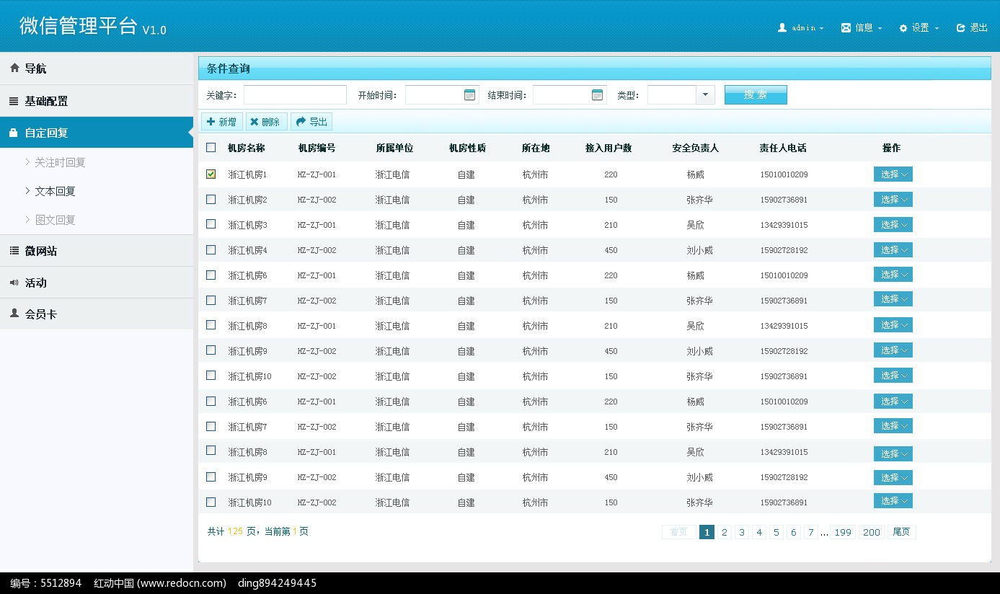 微信管理平台 V1.0
admin 信息 设置 退出
导航
基础配置
自定回复
关注时回复
文本回复
图文回复
微网站
活动
会员卡
条件查询
关键字： 开始时间： 结束时间： 类型： 搜 索
新增 删除 导出
机房名称 机房编号 所属单位 机房性质 所在地 接入用户数 安全负责人 责任人电话 操作
浙江机房1 HZ-ZJ-001 浙江电信 自建 杭州市 220 杨威 15010010209 选择
浙江机房2 HZ-ZJ-002 浙江电信 自建 杭州市 150 张齐华 15902736891 选择
浙江机房3 HZ-ZJ-001 浙江电信 自建 杭州市 210 吴欣 13429391015 选择
浙江机房4 HZ-ZJ-002 浙江电信 自建 杭州市 450 刘小威 15902728192 选择
浙江机房6 HZ-ZJ-001 浙江电信 自建 杭州市 220 杨威 15010010209 选择
浙江机房7 HZ-ZJ-002 浙江电信 自建 杭州市 150 张齐华 15902736891 选择
浙江机房8 HZ-ZJ-001 浙江电信 自建 杭州市 210 吴欣 13429391015 选择
浙江机房9 HZ-ZJ-002 浙江电信 自建 杭州市 450 刘小威 15902728192 选择
浙江机房10 HZ-ZJ-002 浙江电信 自建 杭州市 150 张齐华 15902736891 选择
浙江机房6 HZ-ZJ-001 浙江电信 自建 杭州市 220 杨威 15010010209 选择
浙江机房7 HZ-ZJ-002 浙江电信 自建 杭州市 150 张齐华 15902736891 选择
浙江机房8 HZ-ZJ-001 浙江电信 自建 杭州市 210 吴欣 13429391015 选择
浙江机房9 HZ-ZJ-002 浙江电信 自建 杭州市 450 刘小威 15902728192 选择
浙江机房10 HZ-ZJ-002 浙江电信 自建 杭州市 150 张齐华 15902736891 选择
共计 125 页，当前第 1 页 首页 1 2 3 4 5 6 7 ... 199 200 尾页
编号：5512894 红动中国 (www.redocn.com) ding894249445